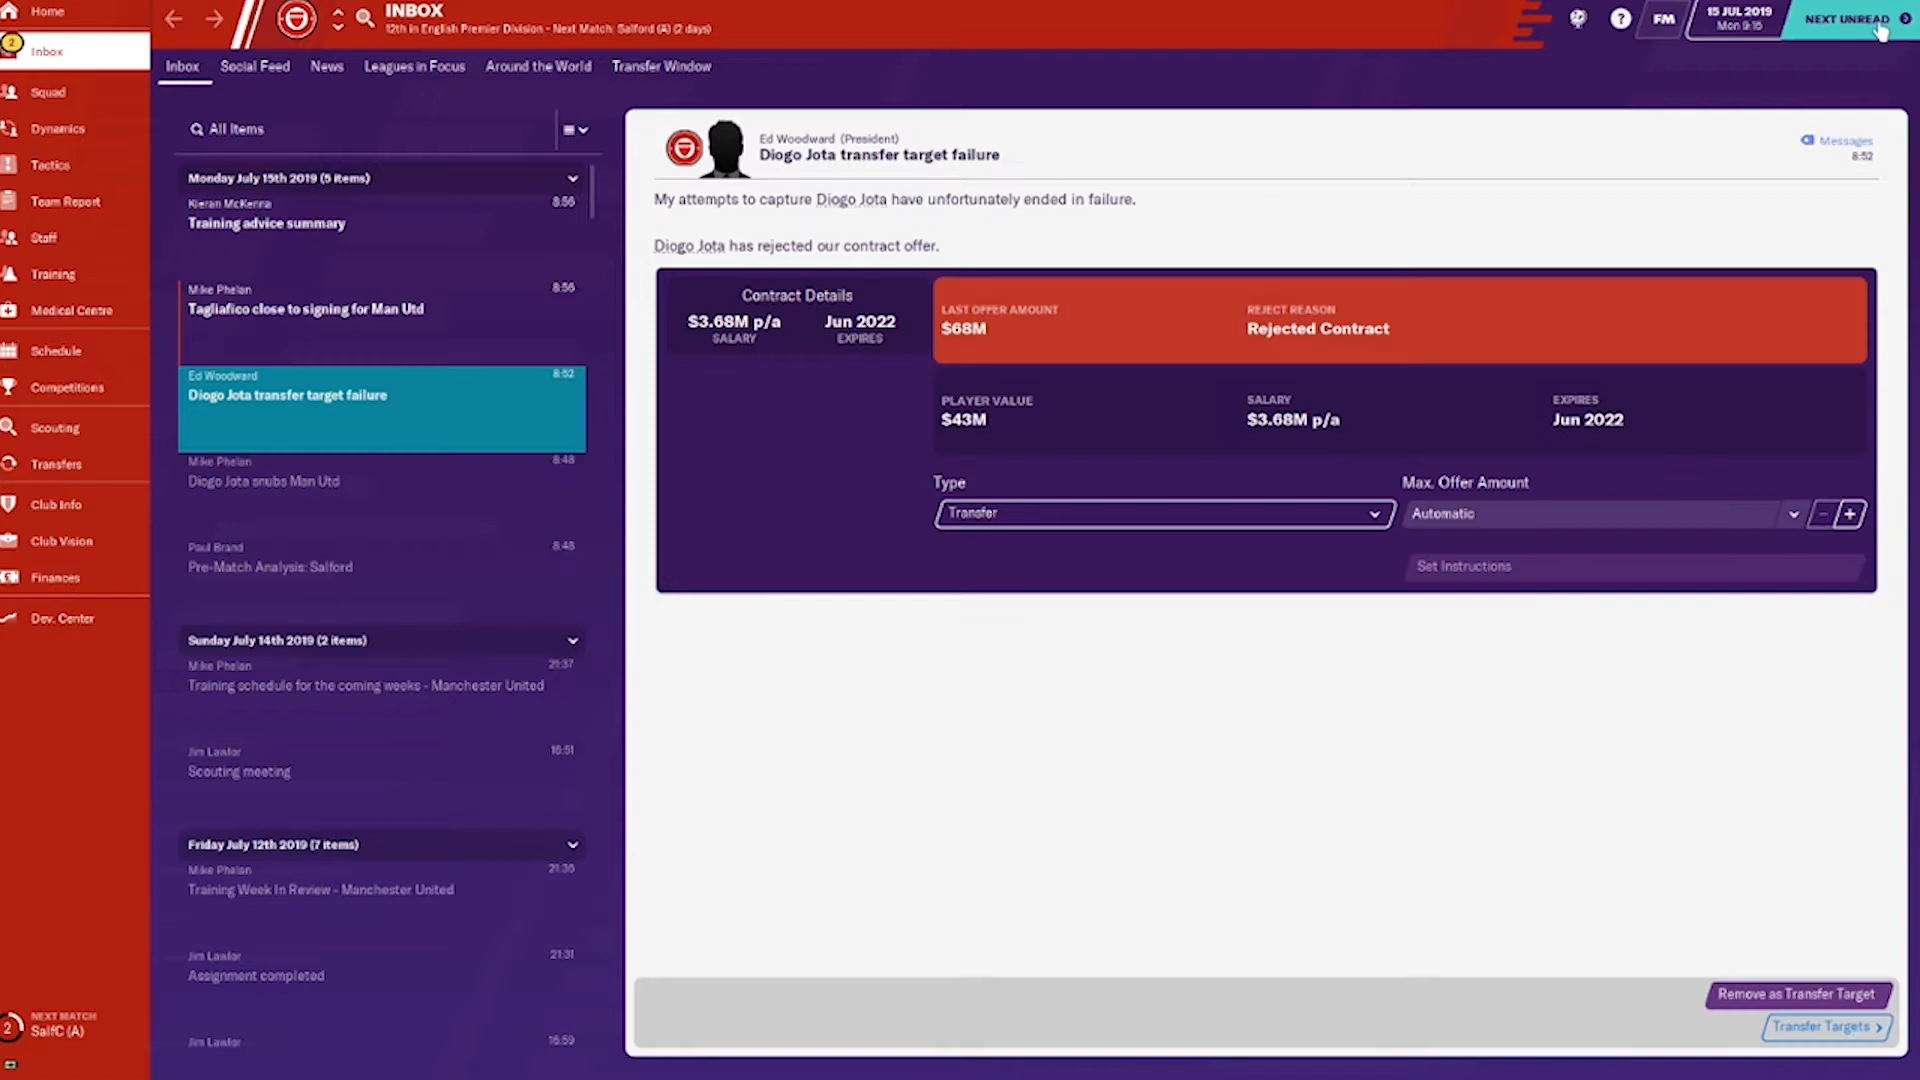 Home
Inbox
2
Squad
Dynamics
Tactics
Team Report
Staff
Training
Medical Centre
Schedule
Competitions
Scouting
Transfers
Club Info
Club Vision
Finances
Dev. Center
NEXT MATCH
2
SalfC (A)
INBOX
12th in English Premier Division - Next Match: Salford (A) (2 days)
?
FM
15 JUL 2019
Mon 9:15
NEXT UNREAD
Inbox
Social Feed
News
Leagues in Focus
Around the World
Transfer Window
All Items
Monday July 15th 2019 (5 items)
Kieran McKenna 8:56
Training advice summary
Mike Phelan 8:56
Tagliafico close to signing for Man Utd
Ed Woodward 8:52
Diogo Jota transfer target failure
Mike Phelan 8:48
Diogo Jota snubs Man Utd
Paul Brand 8:48
Pre-Match Analysis: Salford
Sunday July 14th 2019 (2 items)
Mike Phelan 21:37
Training schedule for the coming weeks - Manchester United
Jim Lawlor 16:51
Scouting meeting
Friday July 12th 2019 (7 items)
Mike Phelan 21:36
Training Week In Review - Manchester United
Jim Lawlor 21:31
Assignment completed
Jim Lawlor 16:59
Ed Woodward (President)
Diogo Jota transfer target failure
Messages
8:52
My attempts to capture Diogo Jota have unfortunately ended in failure.
Diogo Jota has rejected our contract offer.
Contract Details
$3.68M p/a Jun 2022
SALARY EXPIRES
LAST OFFER AMOUNT REJECT REASON
$68M Rejected Contract
PLAYER VALUE SALARY EXPIRES
$43M $3.68M p/a Jun 2022
Type Max. Offer Amount
Transfer Automatic - +
Set Instructions
Remove as Transfer Target
Transfer Targets >